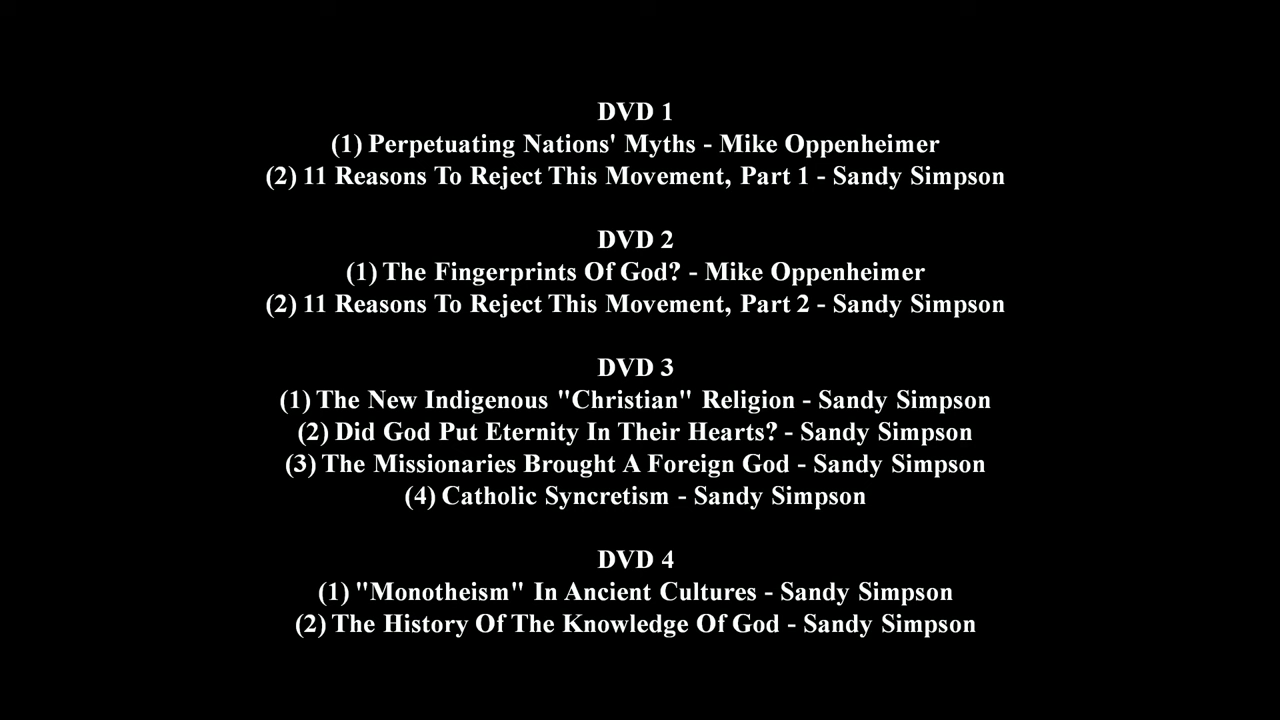 DVD 1
(1) Perpetuating Nations' Myths - Mike Oppenheimer
(2) 11 Reasons To Reject This Movement, Part 1 - Sandy Simpson
DVD 2
(1) The Fingerprints Of God? - Mike Oppenheimer
(2) 11 Reasons To Reject This Movement, Part 2 - Sandy Simpson
DVD 3
(1) The New Indigenous "Christian" Religion - Sandy Simpson
(2) Did God Put Eternity In Their Hearts? - Sandy Simpson
(3) The Missionaries Brought A Foreign God - Sandy Simpson
(4) Catholic Syncretism - Sandy Simpson
DVD 4
(1) "Monotheism" In Ancient Cultures - Sandy Simpson
(2) The History Of The Knowledge Of God - Sandy Simpson